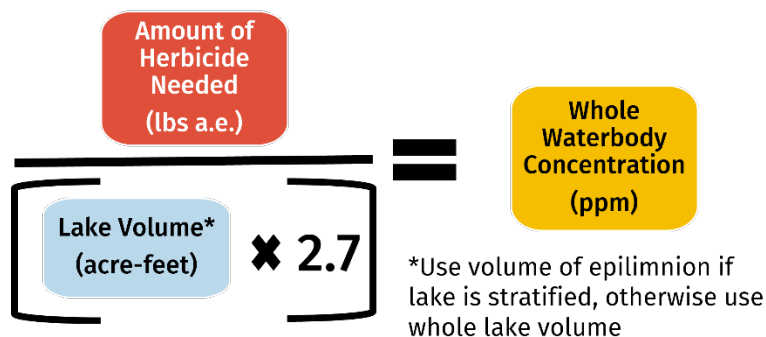 Amount of
Herbicide
Needed
(lbs a.e.)
Lake Volume*
(acre-feet)
× 2.7
=
Whole
Waterbody
Concentration
(ppm)
*Use volume of epilimnion if
lake is stratified, otherwise use
whole lake volume